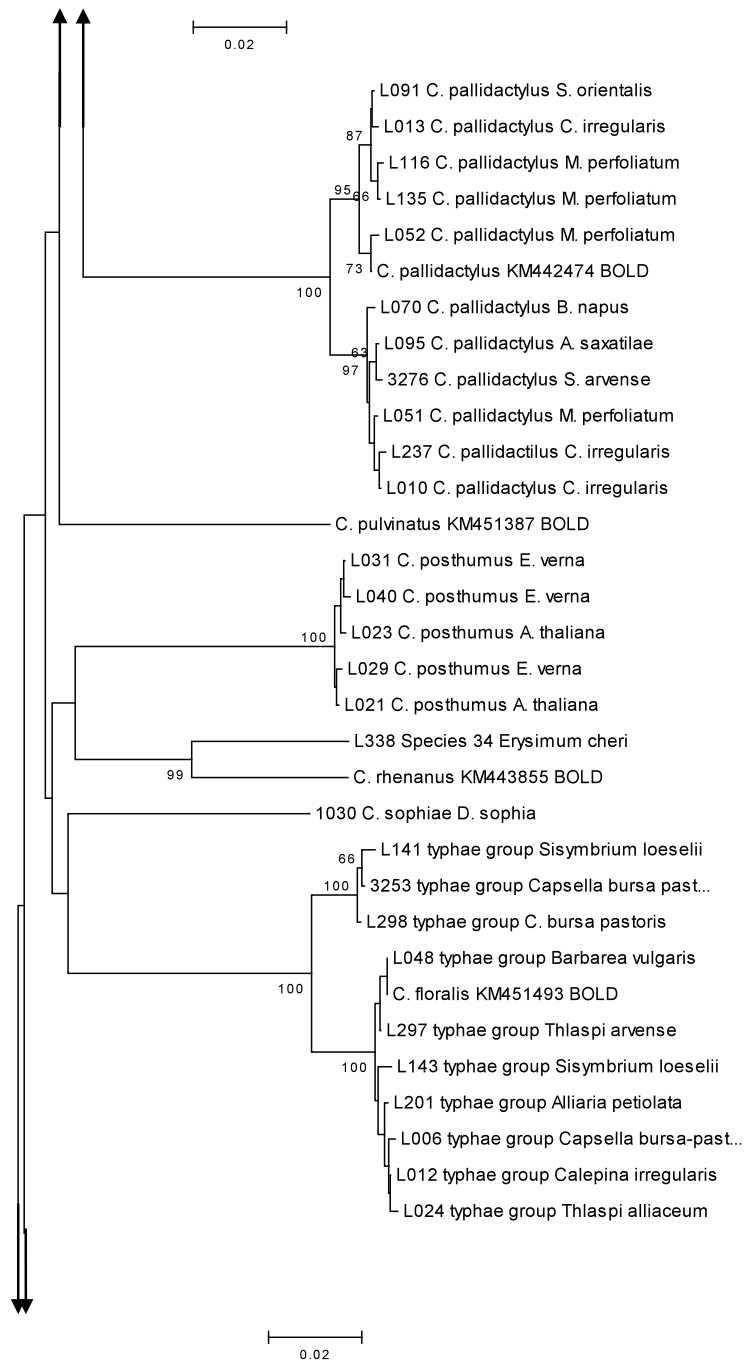 0.02
L091 C. pallidactylus S. orientalis
87
L013 C. pallidactylus C. irregularis
L116 C. pallidactylus M. perfoliatum
95
66
L135 C. pallidactylus M. perfoliatum
L052 C. pallidactylus M. perfoliatum
73
C. pallidactylus KM442474 BOLD
100
L070 C. pallidactylus B. napus
L095 C. pallidactylus A. saxatilae
63
97
3276 C. pallidactylus S. arvense
L051 C. pallidactylus M. perfoliatum
L237 C. pallidactilus C. irregularis
L010 C. pallidactylus C. irregularis
C. pulvinatus KM451387 BOLD
L031 C. posthumus E. verna
L040 C. posthumus E. verna
100
L023 C. posthumus A. thaliana
L029 C. posthumus E. verna
L021 C. posthumus A. thaliana
L338 Species 34 Erysimum cheri
99
C. rhenanus KM443855 BOLD
1030 C. sophiae D. sophia
L141 typhae group Sisymbrium loeselii
66
100
3253 typhae group Capsella bursa past...
L298 typhae group C. bursa pastoris
L048 typhae group Barbarea vulgaris
100
C. floralis KM451493 BOLD
L297 typhae group Thlaspi arvense
100
L143 typhae group Sisymbrium loeselii
L201 typhae group Alliaria petiolata
L006 typhae group Capsella bursa-past...
L012 typhae group Calepina irregularis
L024 typhae group Thlaspi alliaceum
0.02